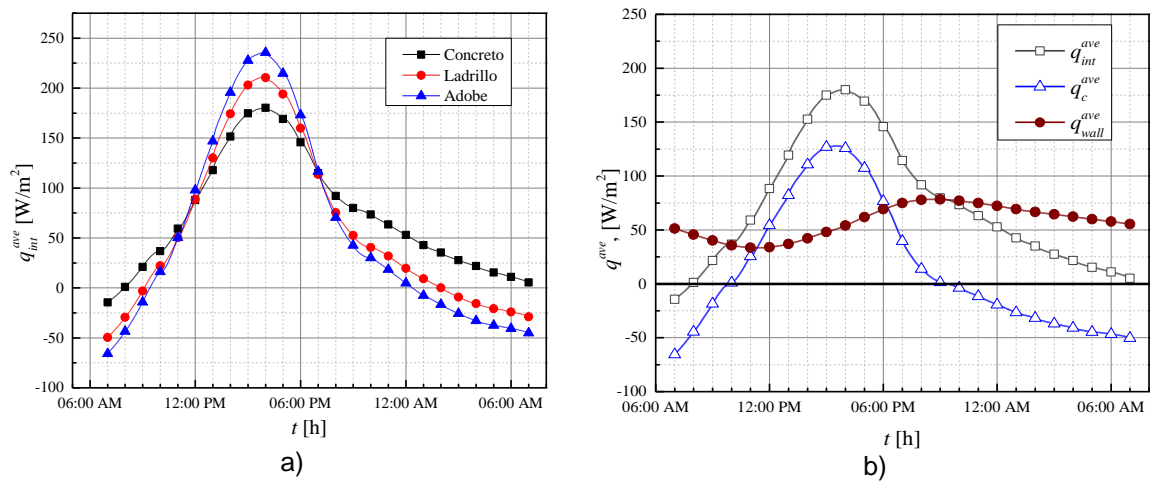 250
200
150
100
50
0
-50
-100
q_int^ave [W/m²]
Concreto
Ladrillo
Adobe
06:00 AM 12:00 PM 06:00 PM 12:00 AM 06:00 AM
t [h]
a)
b)
250
200
150
100
50
0
-50
-100
q^ave, [W/m²]
q_int^ave
q_c^ave
q_wall^ave
06:00 AM 12:00 PM 06:00 PM 12:00 AM 06:00 AM
t [h]